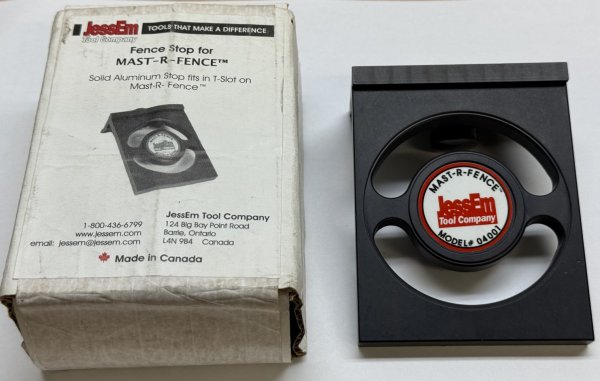 JessEm TOOLS THAT MAKE A DIFFERENCE.
Tool Company
Fence Stop for
MAST-R-FENCE™
Solid Aluminum Stop fits in T-Slot on
Mast-R- Fence™
1-800-436-6799
www.jessem.com
email: jessem@jessem.com
JessEm Tool Company
124 Big Bay Point Road
Barrie, Ontario
L4N 9B4 Canada
Made in Canada
MAST-R-FENCE™
JessEm
Tool Company
MODEL# 04001